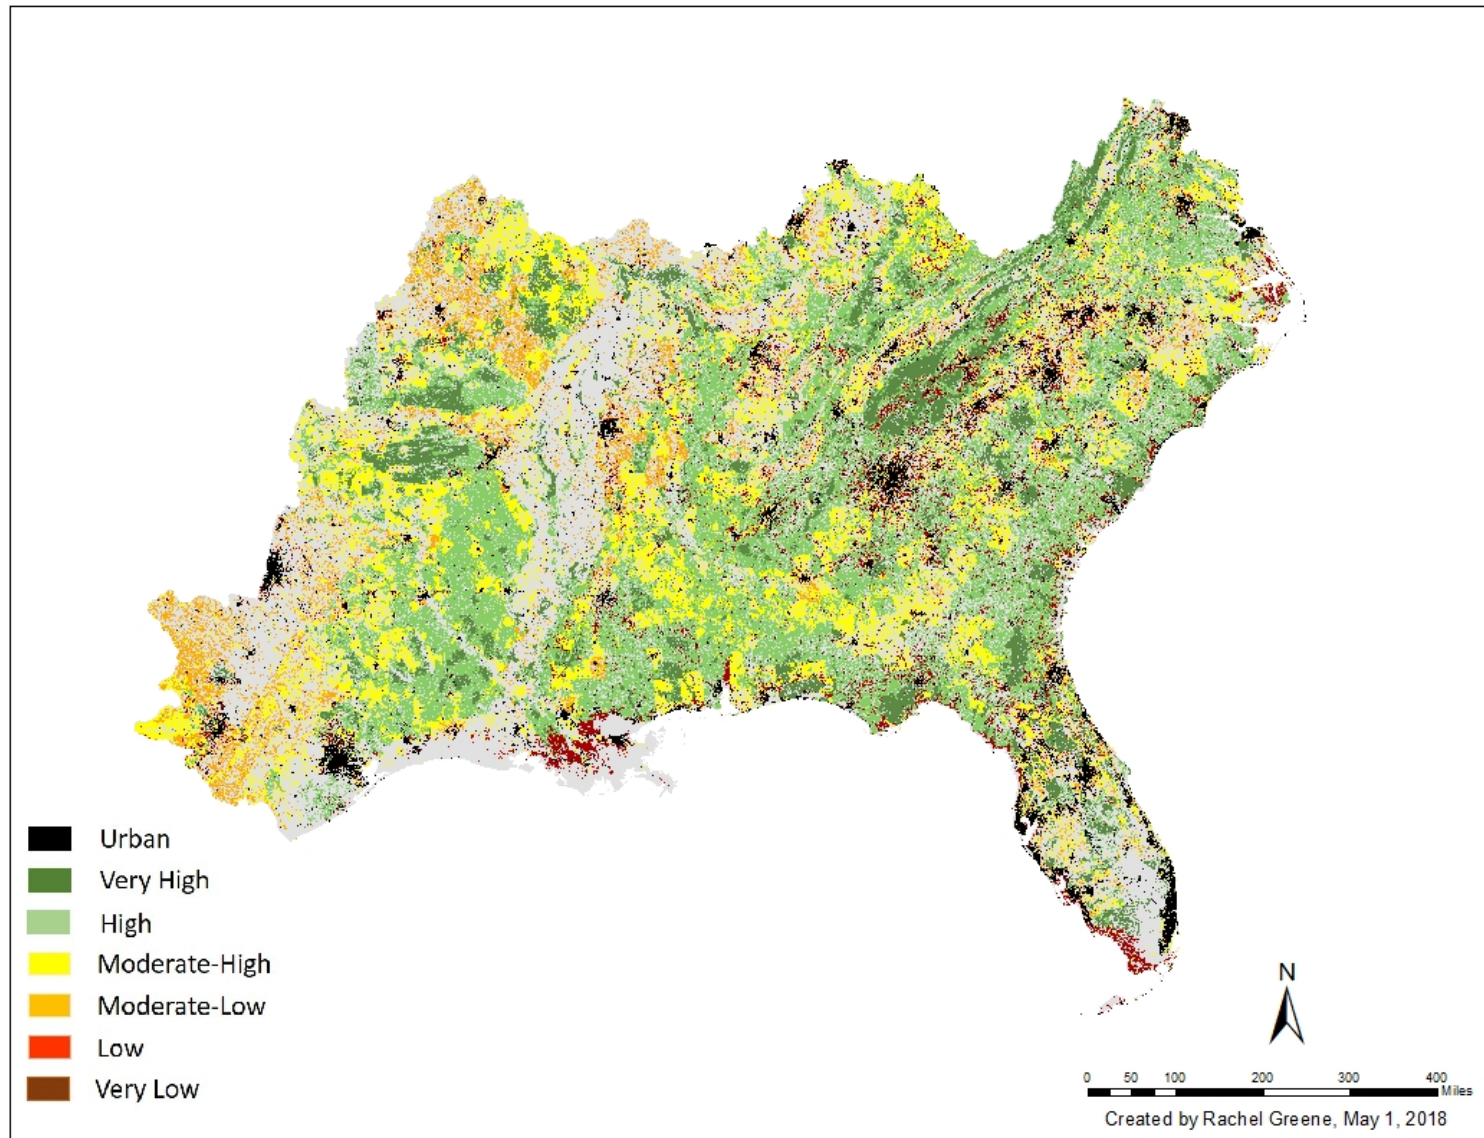 Urban
Very High
High
Moderate-High
Moderate-Low
Low
Very Low
N
0 50 100 200 300 400
Miles
Created by Rachel Greene, May 1, 2018